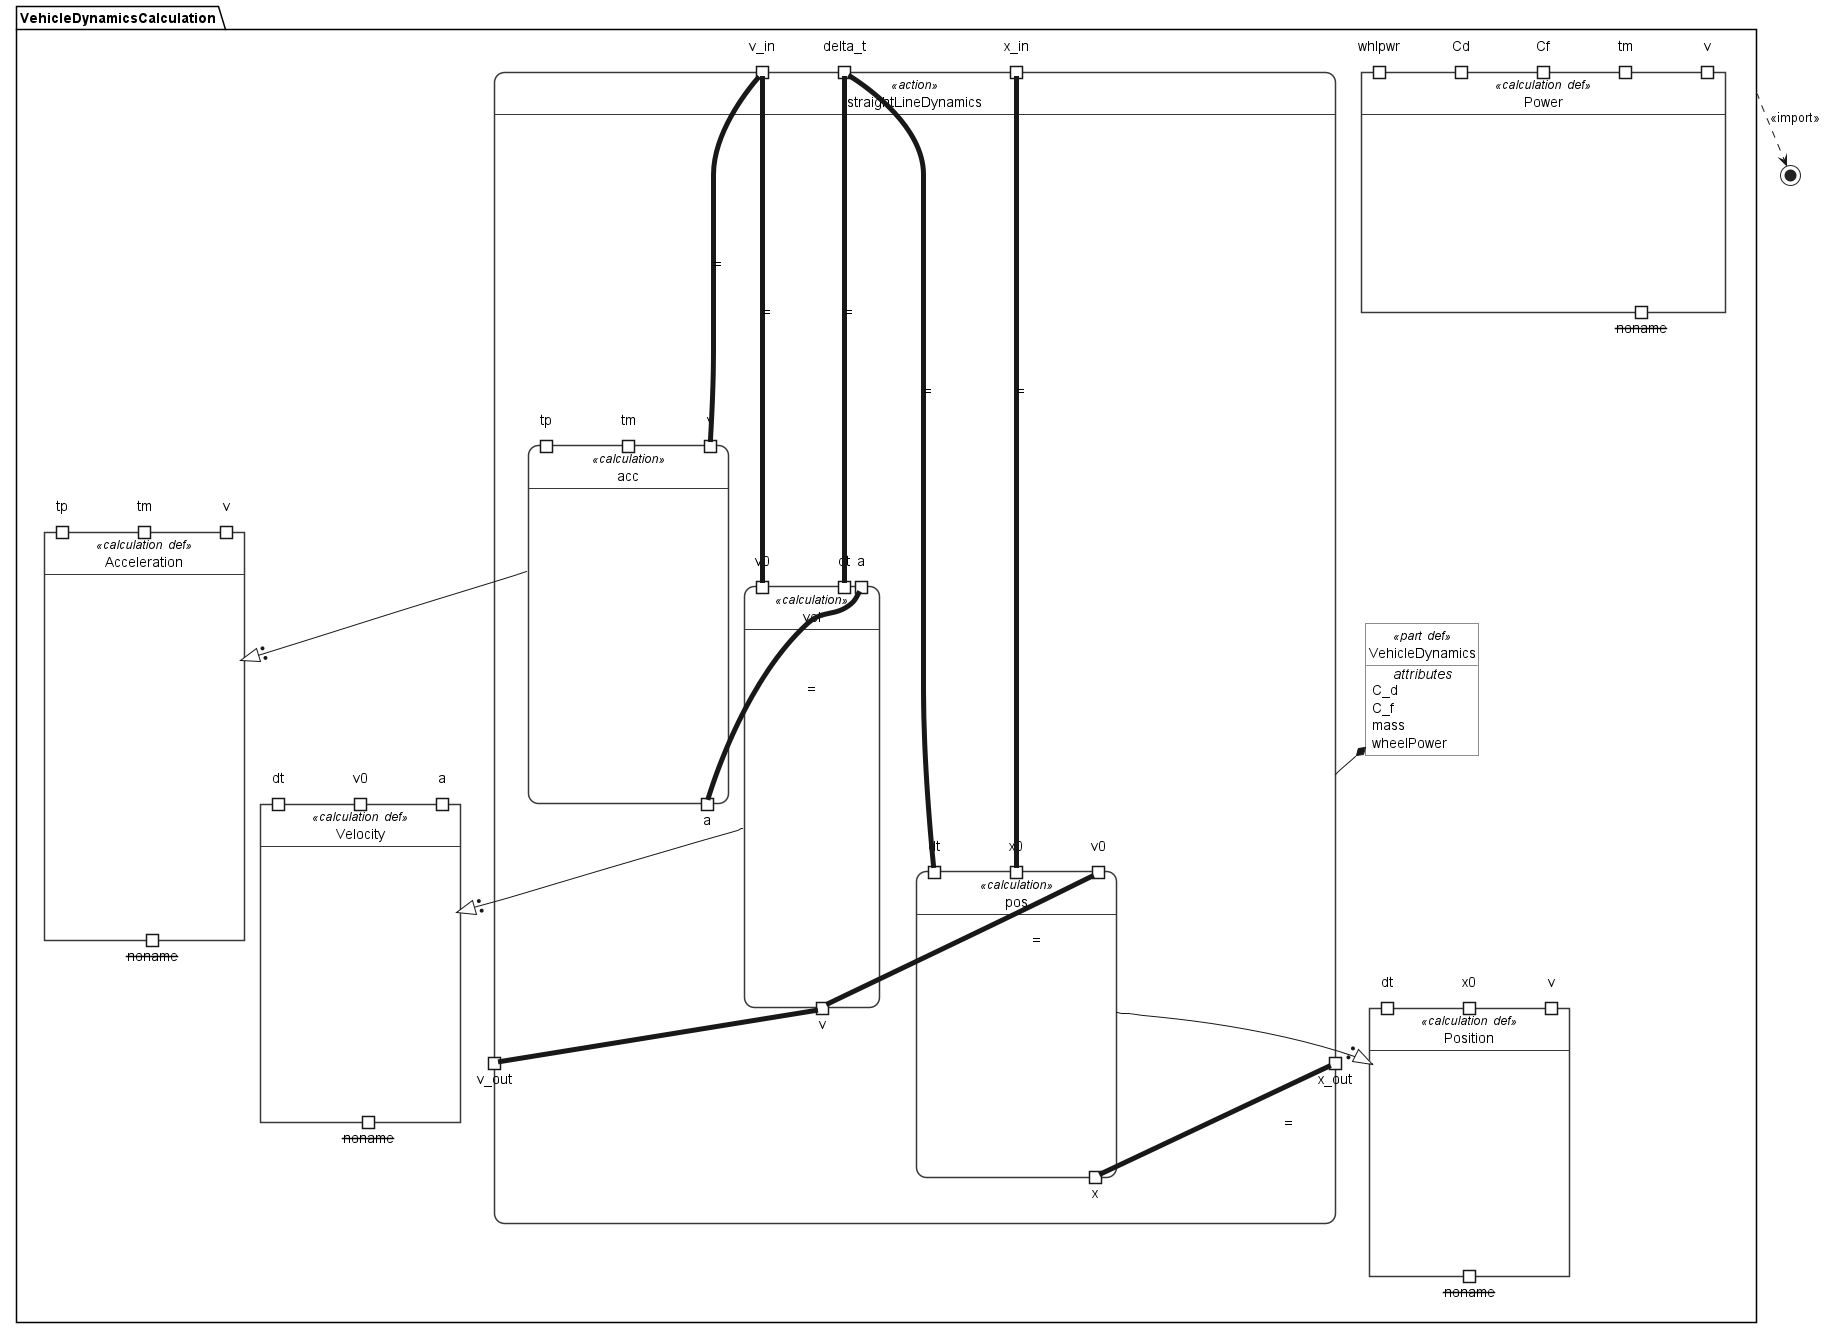 VehicleDynamicsCalculation
v_in
delta_t
x_in
whlpwr
Cd
Cf
tm
v
«action»
straightLineDynamics
«calculation def»
Power
«import»
=
=
=
noname
=
=
tp
tm
v
«calculation»
acc
tp
tm
v
«calculation def»
Acceleration
v0
dt
a
«calculation»
vel
«part def»
VehicleDynamics
attributes
C_d
C_f
mass
wheelPower
=
dt
v0
a
«calculation def»
Velocity
a
dt
x0
v0
«calculation»
pos
=
noname
dt
x0
v
«calculation def»
Position
v
v_out
x_out
=
noname
x
noname